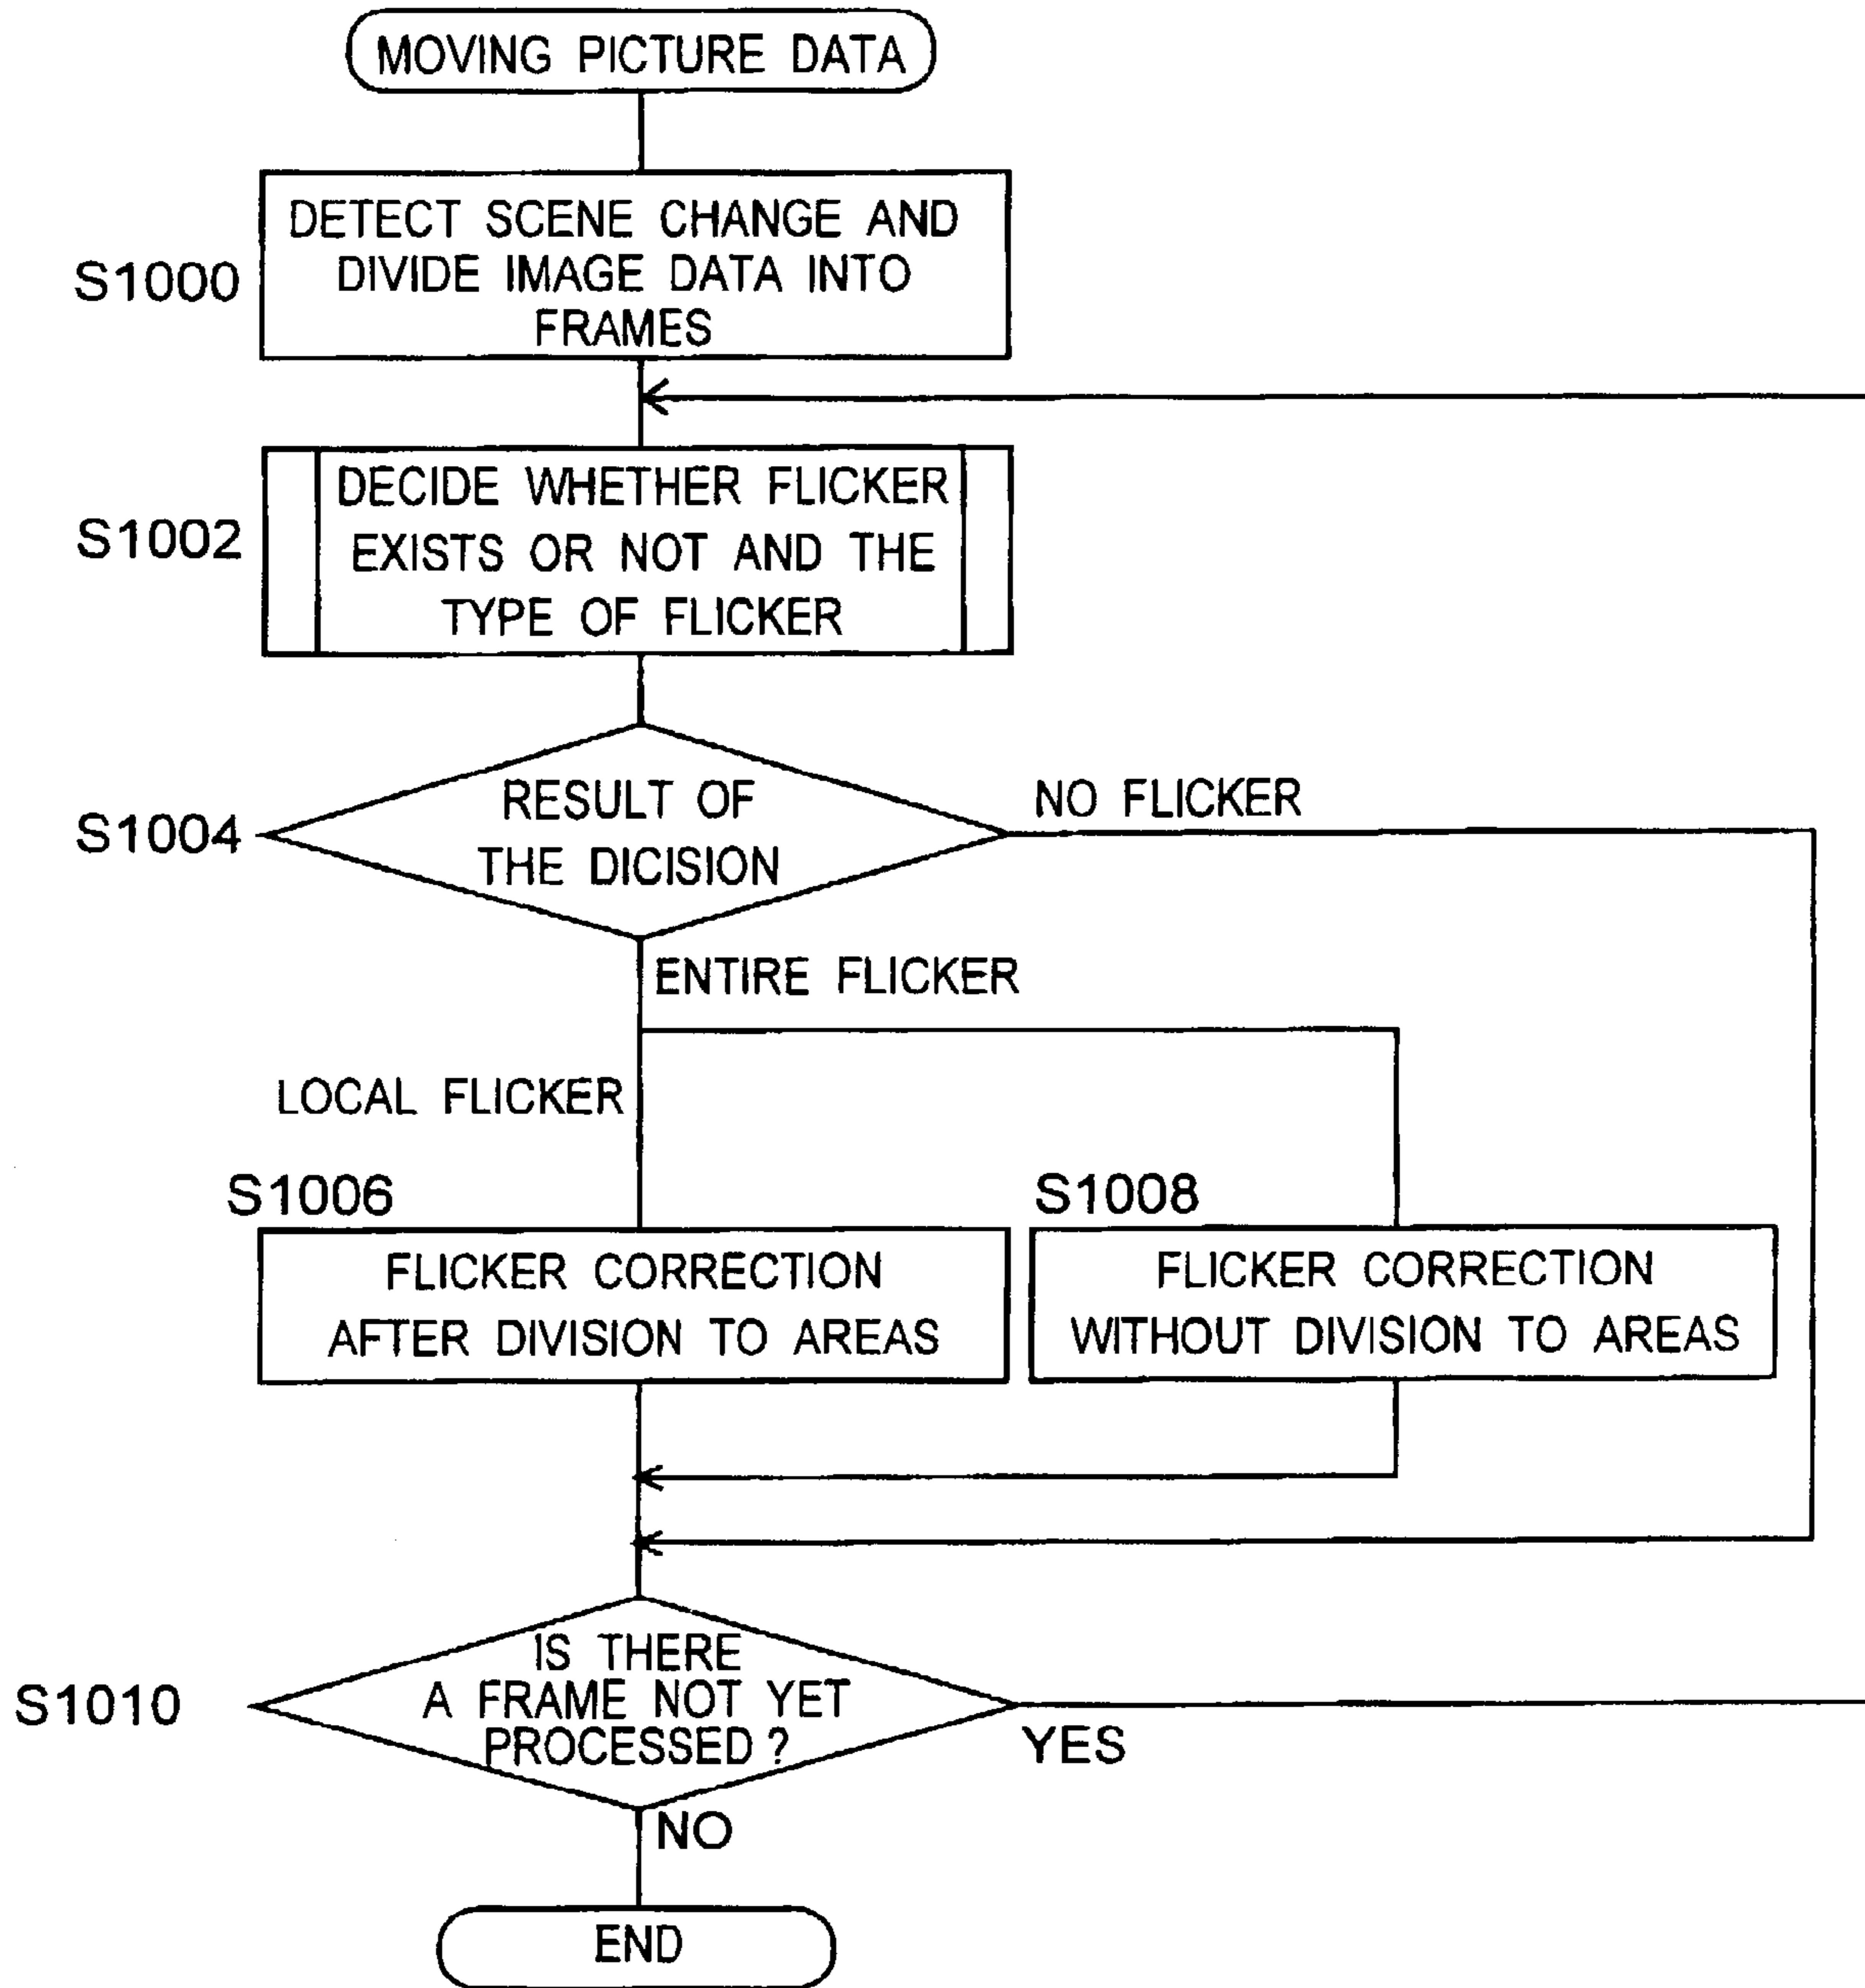 MOVING PICTURE DATA
S1000
DETECT SCENE CHANGE AND
DIVIDE IMAGE DATA INTO
FRAMES
S1002
DECIDE WHETHER FLICKER
EXISTS OR NOT AND THE
TYPE OF FLICKER
S1004
RESULT OF
THE DICISION
NO FLICKER
ENTIRE FLICKER
LOCAL FLICKER
S1006
FLICKER CORRECTION
AFTER DIVISION TO AREAS
S1008
FLICKER CORRECTION
WITHOUT DIVISION TO AREAS
S1010
IS THERE
A FRAME NOT YET
PROCESSED ?
YES
NO
END